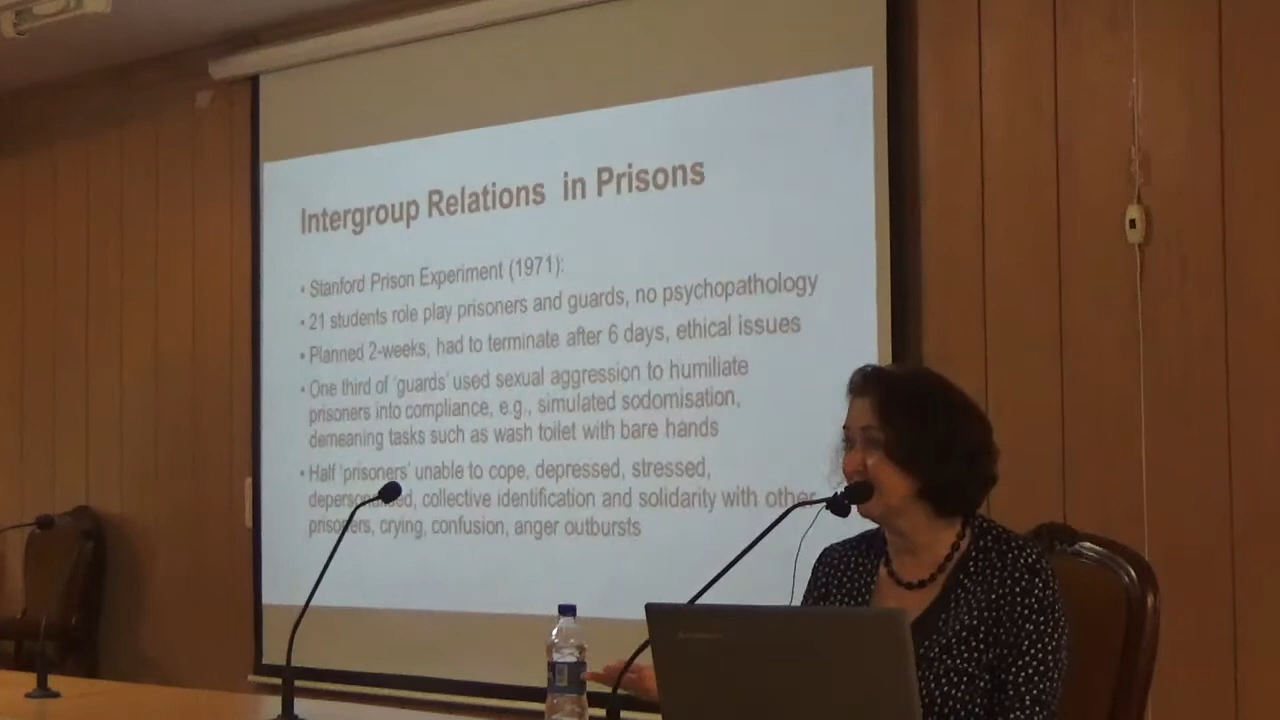 Intergroup Relations in Prisons
• Stanford Prison Experiment (1971):
• 21 students role play prisoners and guards, no psychopathology
• Planned 2-weeks, had to terminate after 6 days, ethical issues
• One third of 'guards' used sexual aggression to humiliate
prisoners into compliance, e.g., simulated sodomisation,
demeaning tasks such as wash toilet with bare hands
• Half 'prisoners' unable to cope, depressed, stressed,
depersonalised, collective identification and solidarity with other
prisoners, crying, confusion, anger outbursts